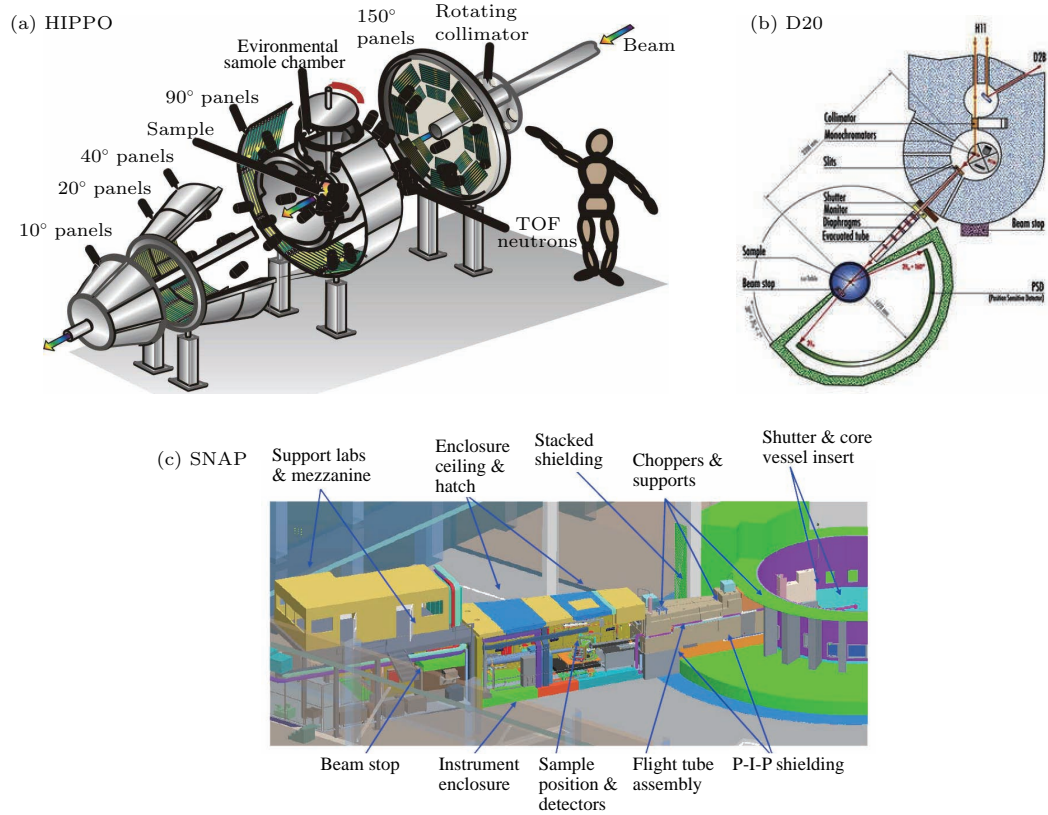 (a) HIPPO
150°
panels
Rotating
collimator
Beam
Evironmental
samole chamber
90° panels
Sample
40° panels
20° panels
10° panels
TOF
neutrons
(b) D20
H11
D2B
Collimator
Monochromators
Slits
Shutter
Monitor
Diaphragms
Evacuated tube
Beam stop
Sample
Beam stop
PSD
(Position Sensitive Detector)
(c) SNAP
Support labs
& mezzanine
Enclosure
ceiling &
hatch
Stacked
shielding
Choppers &
supports
Shutter & core
vessel insert
Beam stop
Instrument
enclosure
Sample
position &
detectors
Flight tube
assembly
P-I-P shielding